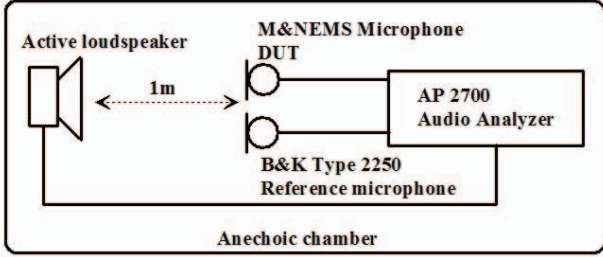 Active loudspeaker
M&NEMS Microphone
DUT
1m
AP 2700
Audio Analyzer
B&K Type 2250
Reference microphone
Anechoic chamber